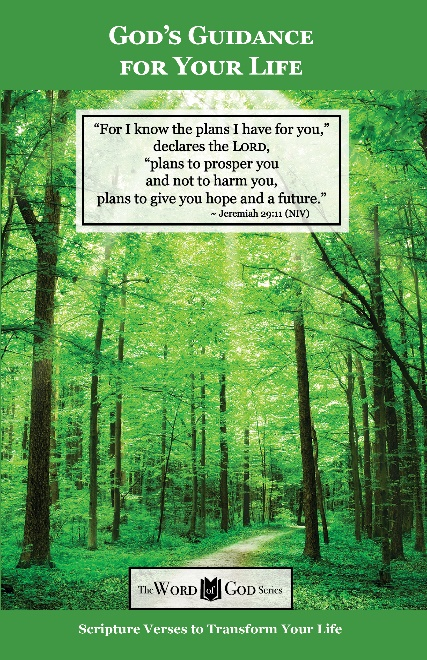 God's Guidance
for Your Life
“For I know the plans I have for you,”
declares the LORD,
“plans to prosper you
and not to harm you,
plans to give you hope and a future.”
~ Jeremiah 29:11 (NIV)
The WORD of GOD Series
Scripture Verses to Transform Your Life